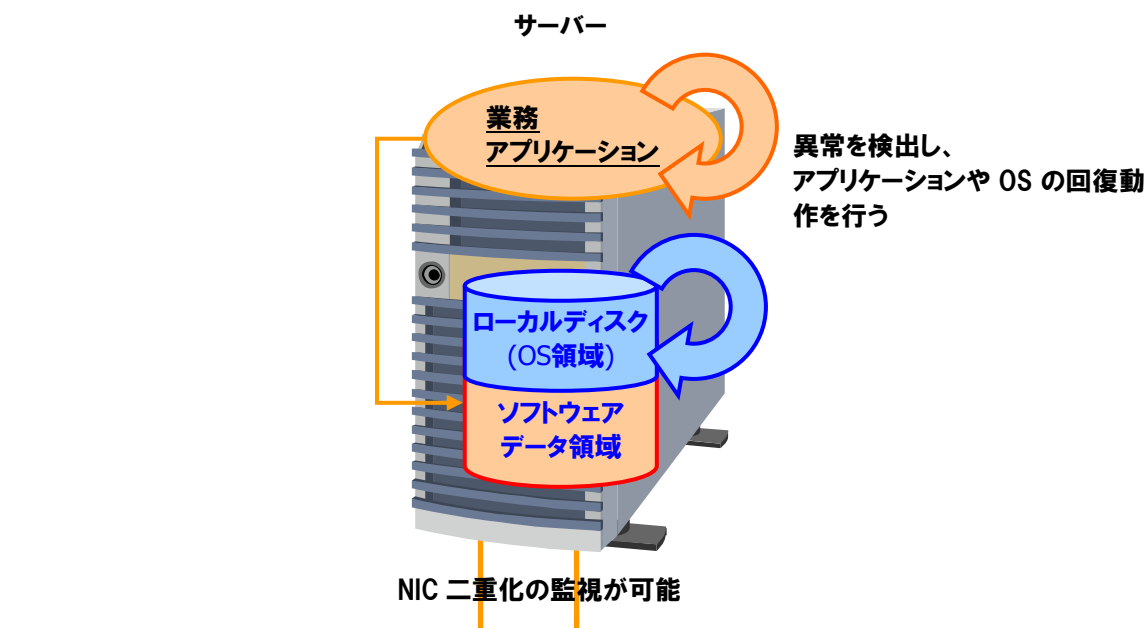 サーバー
業務
アプリケーション
異常を検出し、
アプリケーションや OS の回復動
作を行う
ローカルディスク
(OS領域)
ソフトウェア
データ領域
NIC 二重化の監視が可能